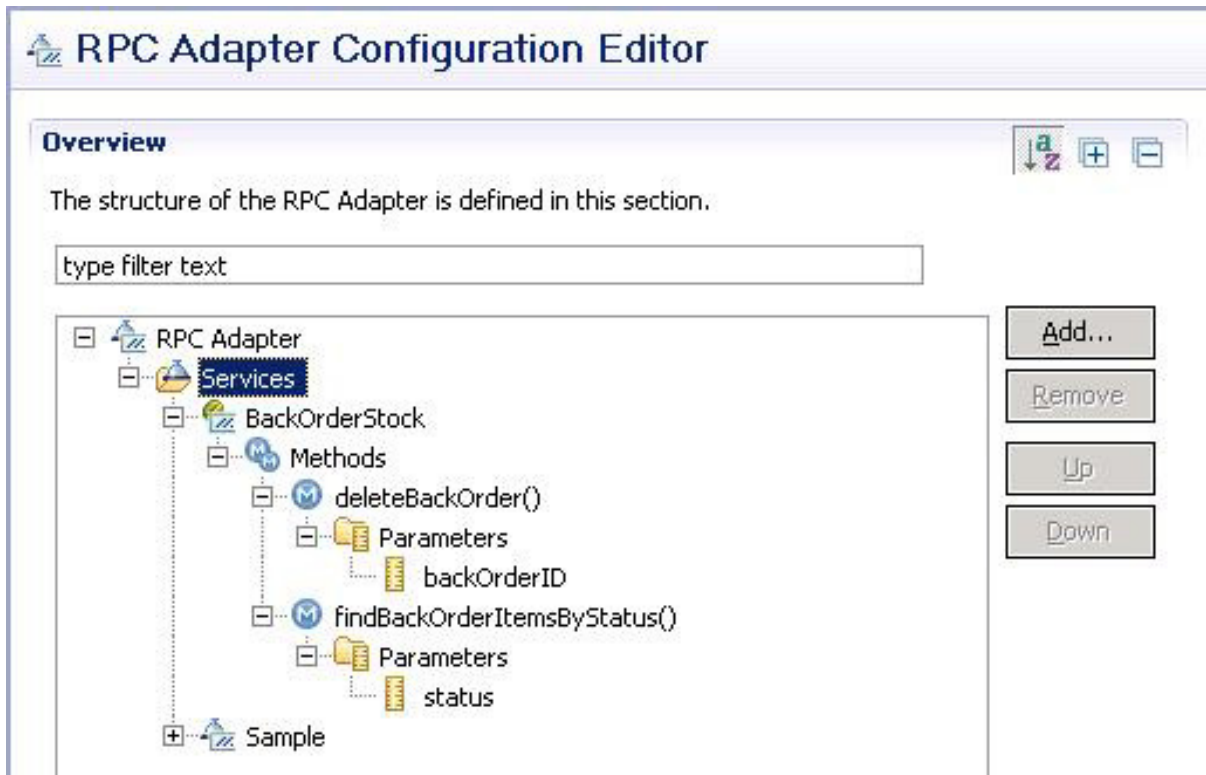 RPC Adapter Configuration Editor
Overview
The structure of the RPC Adapter is defined in this section.
type filter text
RPC Adapter
Services
BackOrderStock
Methods
deleteBackOrder()
Parameters
backOrderID
findBackOrderItemsByStatus()
Parameters
status
Sample
Add...
Remove
Up
Down